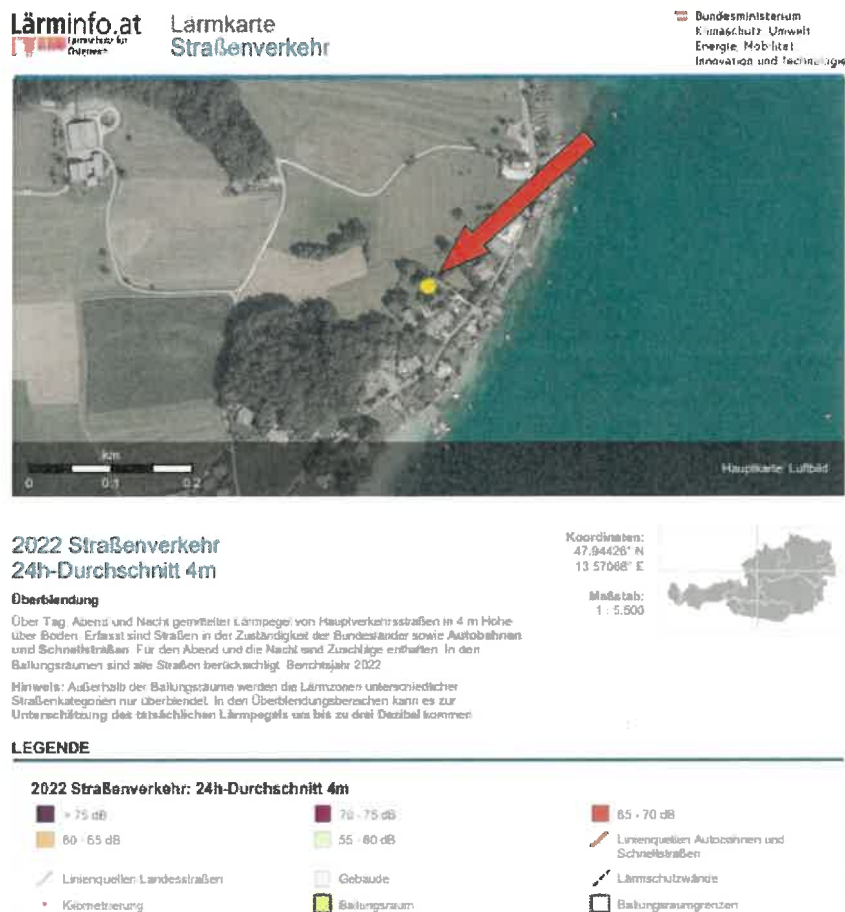 Lärminfo.at
Lärmschutz für
Österreich
Lärmkarte
Straßenverkehr
Bundesministerium
Klimaschutz, Umwelt
Energie, Mobilität
Innovation und Technologie
km
0 0.1 0.2
Hauptkarte: Luftbild
2022 Straßenverkehr
24h-Durchschnitt 4m
Überblendung
Über Tag, Abend und Nacht gemittelter Lärmpegel von Hauptverkehrsstraßen in 4 m Höhe
über Boden. Erfasst sind Straßen in der Zuständigkeit der Bundesländer sowie Autobahnen
und Schnellstraßen. Für den Abend und die Nacht sind Zuschläge enthalten. In den
Ballungsräumen sind alle Straßen berücksichtigt. Berichtsjahr 2022
Hinweis: Außerhalb der Ballungsräume werden die Lärmzonen unterschiedlicher
Straßenkategorien nur überblendet. In den Überblendungsbereichen kann es zur
Unterschätzung des tatsächlichen Lärmpegels um bis zu drei Dezibel kommen.
Koordinaten:
47.94426° N
13.57068° E
Maßstab:
1 : 5.500
LEGENDE
2022 Straßenverkehr: 24h-Durchschnitt 4m
> 75 dB
70 - 75 dB
65 - 70 dB
60 - 65 dB
55 - 60 dB
Linienquellen Autobahnen und
Schnellstraßen
Linienquellen Landesstraßen
Gebäude
Lärmschutzwände
Kilometrierung
Ballungsraum
Ballungsraumgrenzen